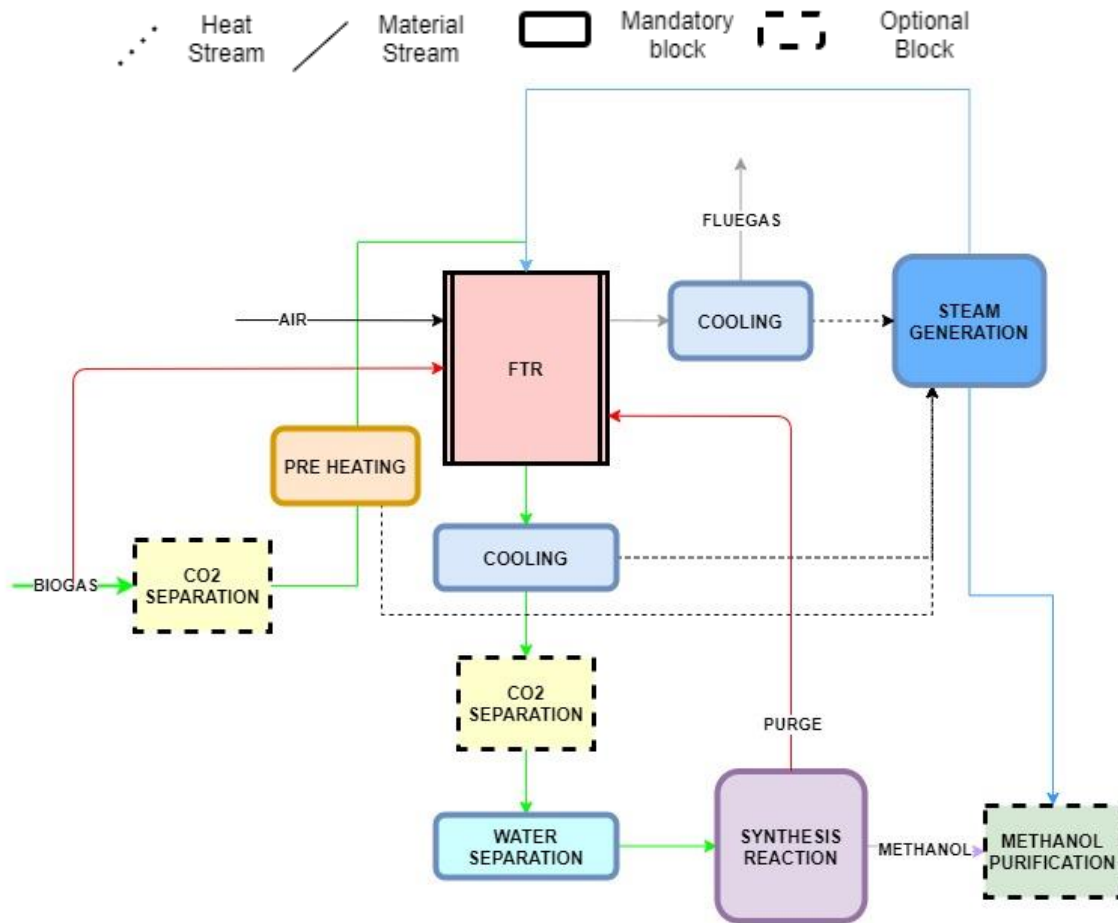 Heat
Stream
Material
Stream
Mandatory
block
Optional
Block
FLUEGAS
AIR
COOLING
STEAM
GENERATION
FTR
PRE HEATING
COOLING
BIOGAS
CO2
SEPARATION
CO2
SEPARATION
PURGE
WATER
SEPARATION
SYNTHESIS
REACTION
METHANOL
METHANOL
PURIFICATION